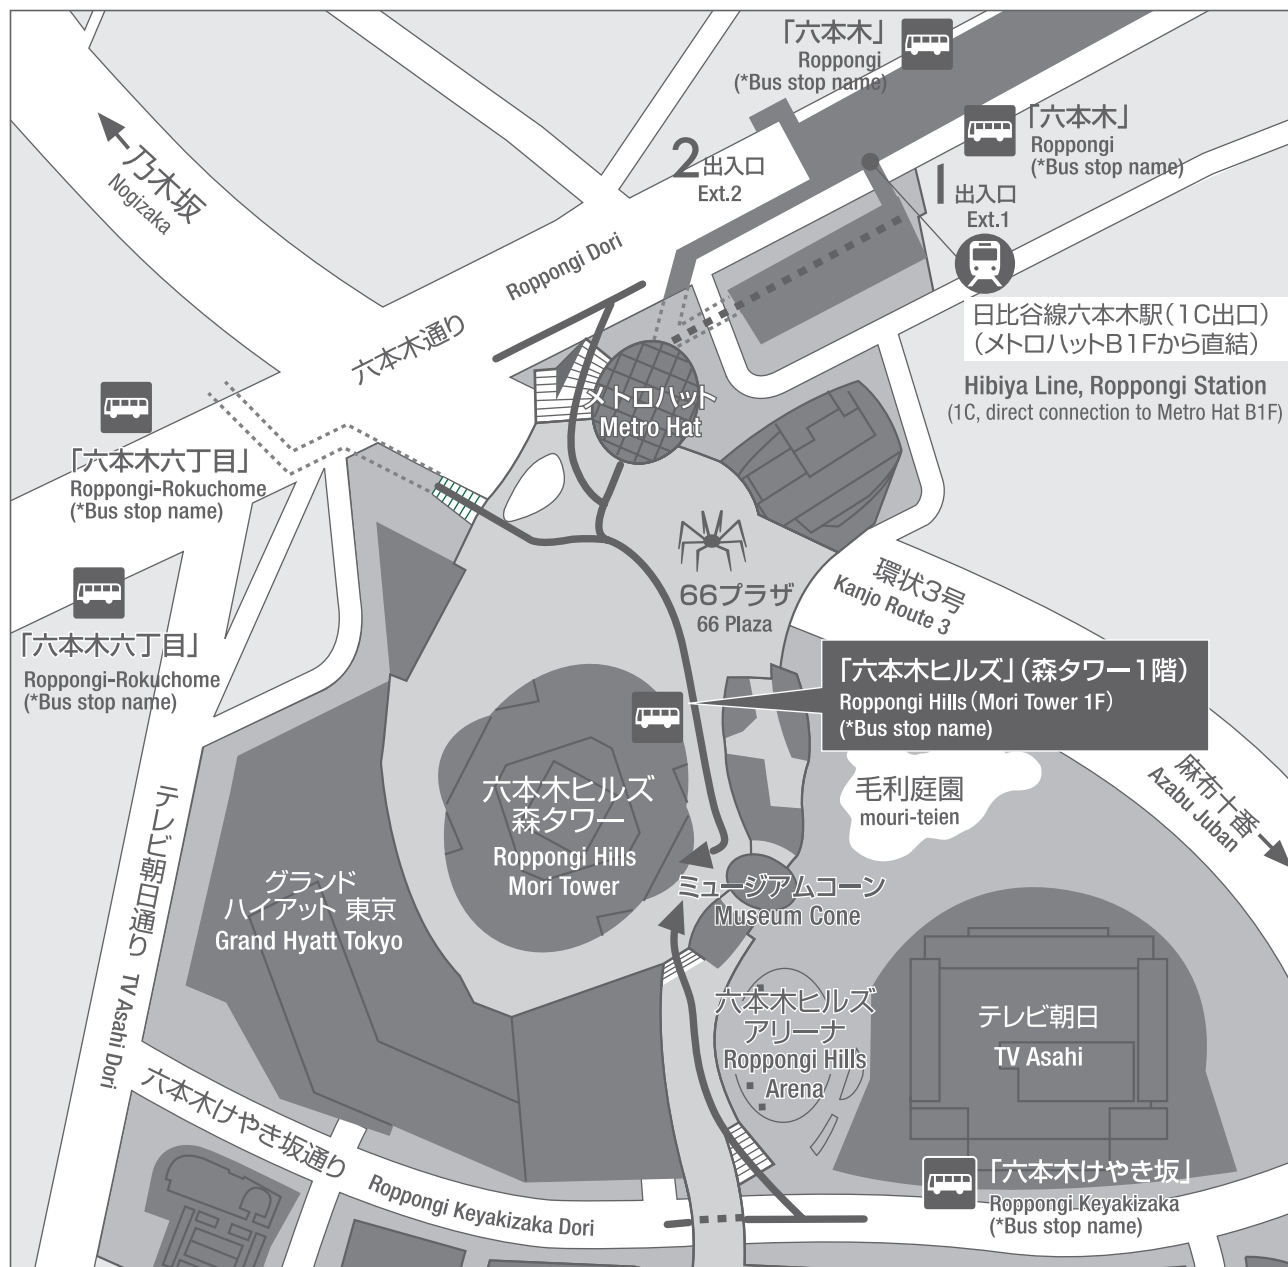 「六本木」
Roppongi
(*Bus stop name)
「六本木」
Roppongi
(*Bus stop name)
2 出入口
Ext.2
1 出入口
Ext.1
乃木坂
Nogizaka
Roppongi Dori
六本木通り
日比谷線六本木駅(1C出口)
(メトロハットB1Fから直結)
Hibiya Line, Roppongi Station
(1C, direct connection to Metro Hat B1F)
メトロハット
Metro Hat
「六本木六丁目」
Roppongi-Rokuchome
(*Bus stop name)
「六本木六丁目」
Roppongi-Rokuchome
(*Bus stop name)
66プラザ
66 Plaza
環状3号
Kanjo Route 3
「六本木ヒルズ」(森タワー1階)
Roppongi Hills (Mori Tower 1F)
(*Bus stop name)
毛利庭園
mouri-teien
麻布十番
Azabu Juban
六本木ヒルズ
森タワー
Roppongi Hills
Mori Tower
ミュージアムコーン
Museum Cone
グランド
ハイアット 東京
Grand Hyatt Tokyo
テレビ朝日通り TV Asahi Dori
六本木ヒルズ
アリーナ
Roppongi Hills
Arena
テレビ朝日
TV Asahi
六本木けやき坂通り Roppongi Keyakizaka Dori
「六本木けやき坂」
Roppongi Keyakizaka
(*Bus stop name)